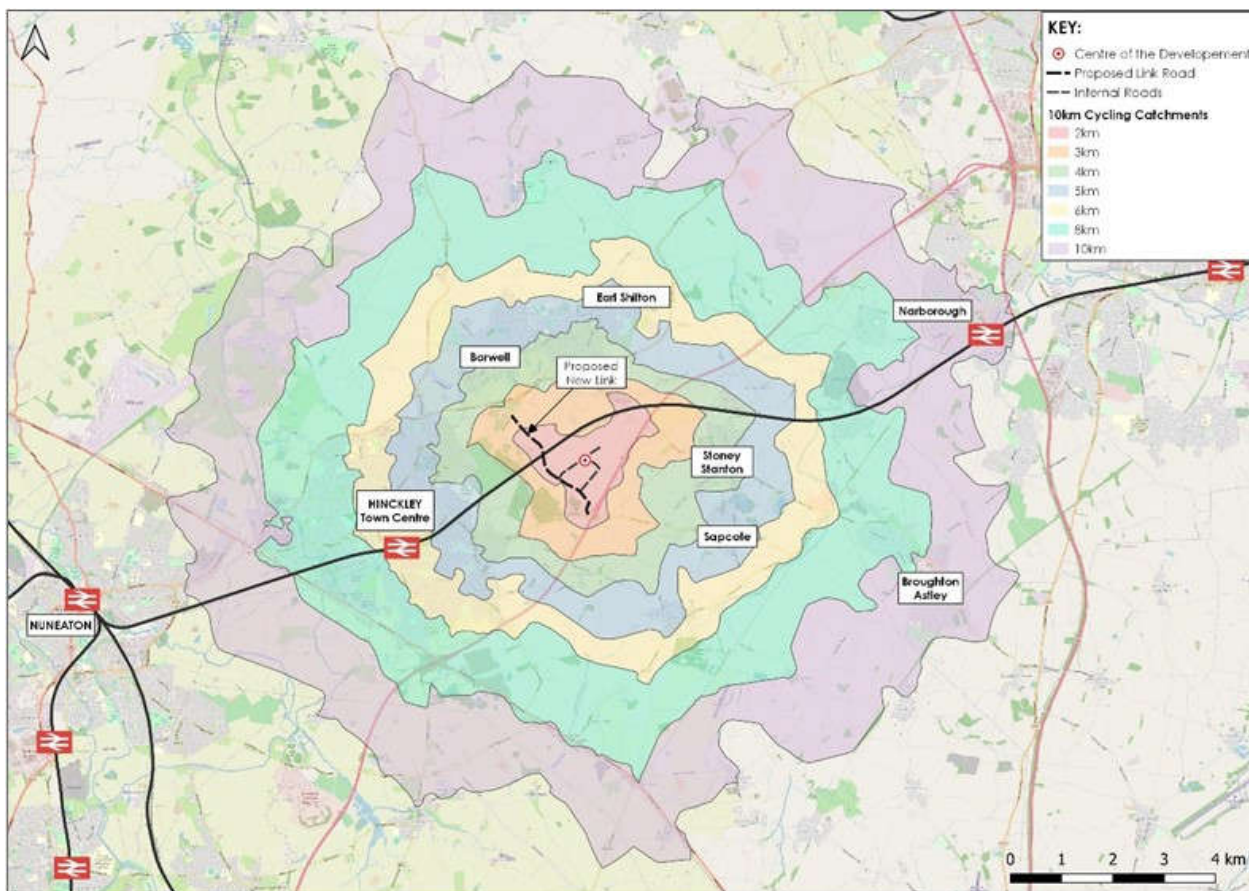 KEY:
Centre of the Developement
Proposed Link Road
Internal Roads
10km Cycling Catchments
2km
3km
4km
5km
6km
8km
10km
Earl Shilton
Narborough
Barwell
Proposed
New Link
Stoney
Stanton
HINCKLEY
Town Centre
Sapcote
Broughton
Astley
NUNEATON
0 1 2 3 4 km